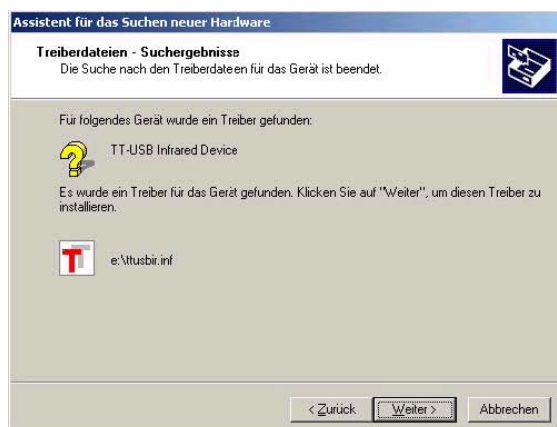 Assistent für das Suchen neuer Hardware
Treiberdateien - Suchergebnisse
Die Suche nach den Treiberdateen für das Gerät ist beendet.
Für folgendes Gerät wurde ein Treiber gefunden:
TT-USB Infrared Device
Es wurde ein Treiber für das Gerät gefunden. Klicken Sie auf "Weiter", um diesen Treiber zu
installieren.
TT
e:\ttusbir.inf
< Zurück
Weiter >
Abbrechen